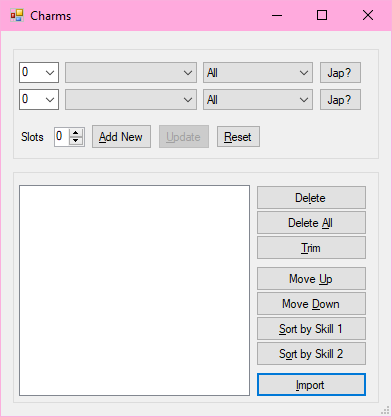 Charms
0 All Jap?
0 All Jap?
Slots 0 Add New Update Reset
Delete
Delete All
Trim
Move Up
Move Down
Sort by Skill 1
Sort by Skill 2
Import